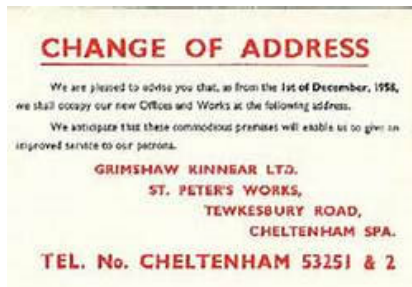 CHANGE OF ADDRESS
We are pleased to advise you that, as from the 1st of December, 1958,
we shall occupy our new Offices and Works at the following address.
We anticipate that these commodious premises will enable us to give an
improved service to our patrons.
GRIMSHAW KINNEAR LTD.
ST. PETER'S WORKS,
TEWKESBURY ROAD,
CHELTENHAM SPA.
TEL. No. CHELTENHAM 53251 & 2